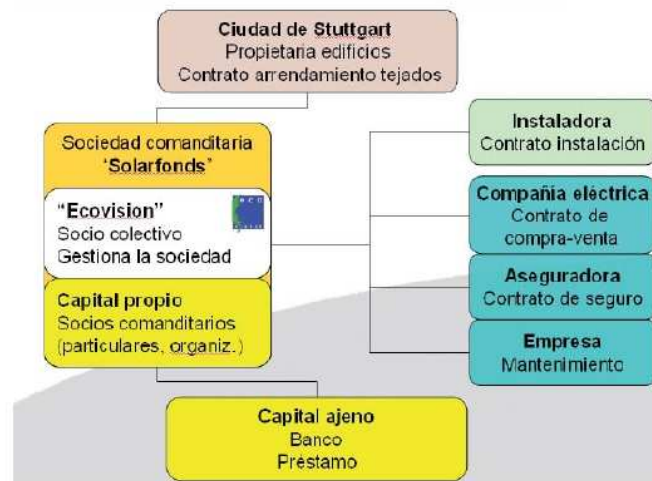 Ciudad de Stuttgart
Propietaria edificios
Contrato arrendamiento tejados
Sociedad comanditaria
"Solarfonds"
"Ecovision"
Socio colectivo
Gestiona la sociedad
Capital propio
Socios comanditarios
(particulares, organiz.)
Capital ajeno
Banco
Préstamo
Instaladora
Contrato instalación
Compañía eléctrica
Contrato de
compra-venta
Aseguradora
Contrato de seguro
Empresa
Mantenimiento